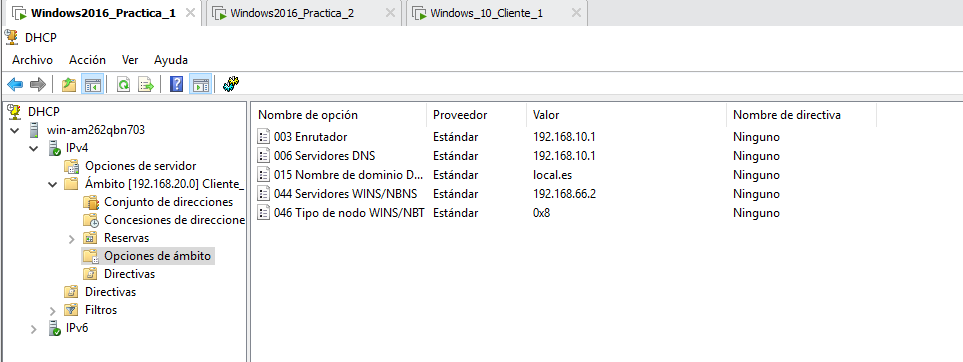 Windows2016_Practica_1 Windows2016_Practica_2 Windows_10_Cliente_1
DHCP
Archivo Acción Ver Ayuda
DHCP
win-am262qbn703
IPv4
Opciones de servidor
Ámbito [192.168.20.0] Cliente_
Conjunto de direcciones
Concesiones de direccione
Reservas
Opciones de ámbito
Directivas
Directivas
Filtros
IPv6
Nombre de opción Proveedor Valor Nombre de directiva
003 Enrutador Estándar 192.168.10.1 Ninguno
006 Servidores DNS Estándar 192.168.10.1 Ninguno
015 Nombre de dominio D... Estándar local.es Ninguno
044 Servidores WINS/NBNS Estándar 192.168.66.2 Ninguno
046 Tipo de nodo WINS/NBT Estándar 0x8 Ninguno